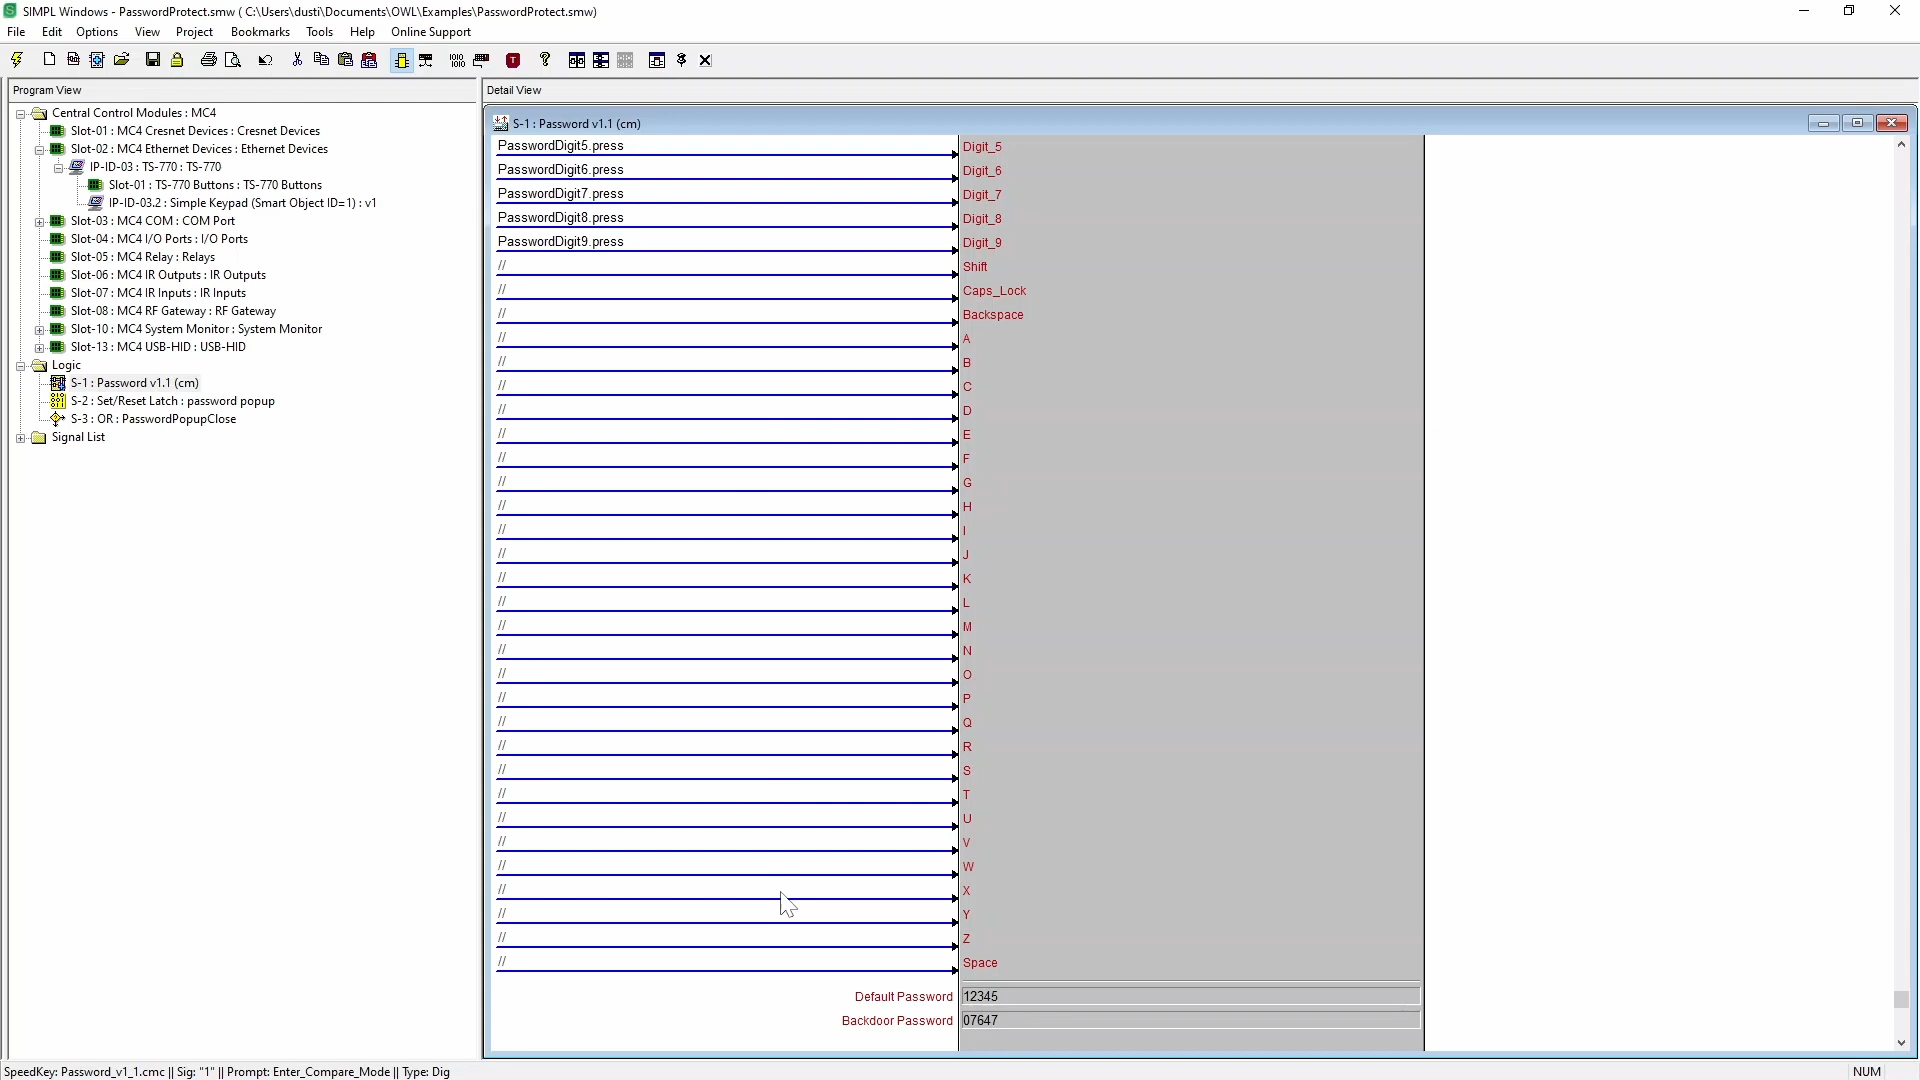 SIMPL Windows - PasswordProtect.smw ( C:\Users\dusti\Documents\OWL\Examples\PasswordProtect.smw)
File Edit Options View Project Bookmarks Tools Help Online Support
Program View
Central Control Modules : MC4
Slot-01 : MC4 Cresnet Devices : Cresnet Devices
Slot-02 : MC4 Ethernet Devices : Ethernet Devices
IP-ID-03 : TS-770 : TS-770
Slot-01 : TS-770 Buttons : TS-770 Buttons
IP-ID-03.2 : Simple Keypad (Smart Object ID=1) : v1
Slot-03 : MC4 COM : COM Port
Slot-04 : MC4 I/O Ports : I/O Ports
Slot-05 : MC4 Relay : Relays
Slot-06 : MC4 IR Outputs : IR Outputs
Slot-07 : MC4 IR Inputs : IR Inputs
Slot-08 : MC4 RF Gateway : RF Gateway
Slot-10 : MC4 System Monitor : System Monitor
Slot-13 : MC4 USB-HID : USB-HID
Logic
S-1 : Password v1.1 (cm)
S-2 : Set/Reset Latch : password popup
S-3 : OR : PasswordPopupClose
Signal List
Detail View
S-1 : Password v1.1 (cm)
PasswordDigit5.press Digit_5
PasswordDigit6.press Digit_6
PasswordDigit7.press Digit_7
PasswordDigit8.press Digit_8
PasswordDigit9.press Digit_9
// Shift
// Caps_Lock
// Backspace
// A
// B
// C
// D
// E
// F
// G
// H
// I
// J
// K
// L
// M
// N
// O
// P
// Q
// R
// S
// T
// U
// V
// W
// X
// Y
// Z
// Space
Default Password 12345
Backdoor Password 07647
SpeedKey: Password_v1_1.cmc || Sig: "1" || Prompt: Enter_Compare_Mode || Type: Dig
NUM